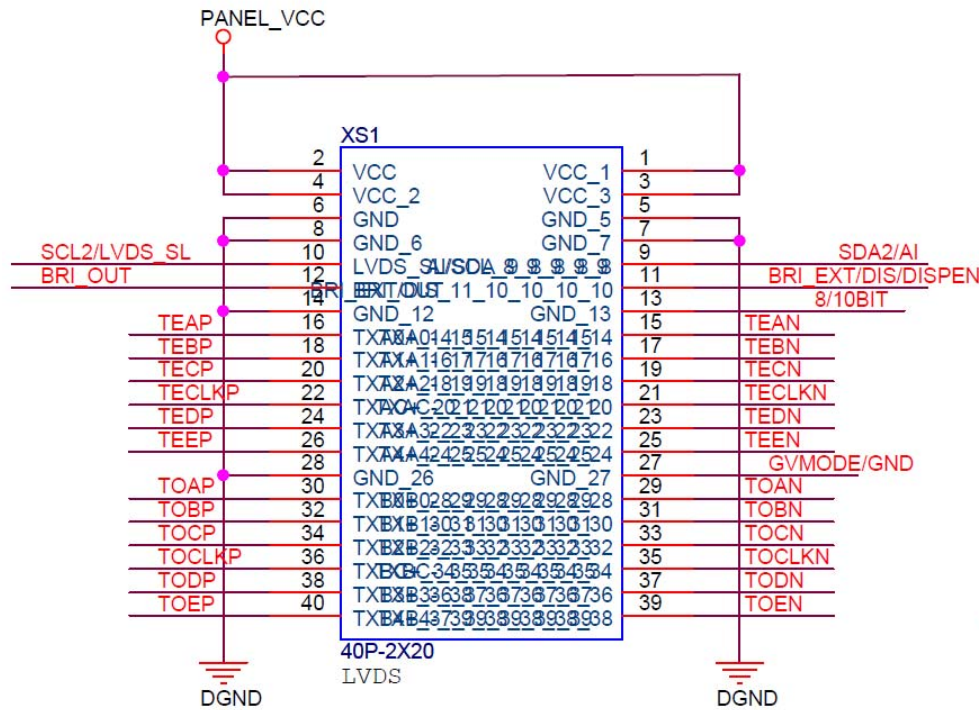 PANEL_VCC
XS1
2 VCC VCC_1 1
4 VCC_2 VCC_3 3
6 GND GND_5 5
8 GND_6 GND_7 7
SCL2/LVDS_SL 10 9 SDA2/AI
BRI_OUT 12 11 BRI_EXT/DIS/DISPEN
14 GND_12 GND_13 13 8/10BIT
TEAP 16 15 TEAN
TEBP 18 17 TEBN
TECP 20 19 TECN
TECLKP 22 21 TECLKN
TEDP 24 23 TEDN
TEEP 26 25 TEEN
28 GND_26 GND_27 27 GVMODE/GND
TOAP 30 29 TOAN
TOBP 32 31 TOBN
TOCP 34 33 TOCN
TOCLKP 36 35 TOCLKN
TODP 38 37 TODN
TOEP 40 39 TOEN
40P-2X20
LVDS
DGND DGND